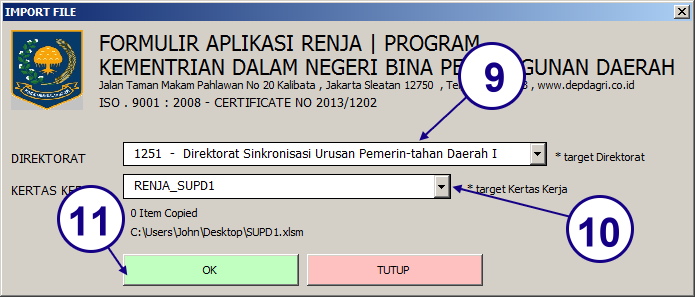 IMPORT FILE
FORMULIR APLIKASI RENJA | PROGRAM
KEMENTRIAN DALAM NEGERI BINA PE GUNAN DAERAH
Jalan Taman Makam Pahlawan No 20 Kalibata , Jakarta Sleatan 12750 , Te 3 , www.depdagri.co.id
ISO . 9001 : 2008 - CERTIFICATE NO 2013/1202
9
DIREKTORAT 1251 - Direktorat Sinkronisasi Urusan Pemerin-tahan Daerah I * target Direktorat
KERTAS KE RENJA_SUPD1 * target Kertas Kerja
11 0 Item Copied 10
C:\Users\John\Desktop\SUPD1.xlsm
OK TUTUP